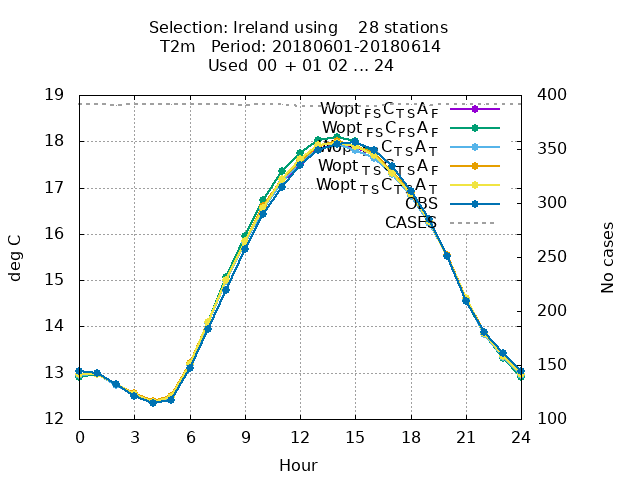 Selection: Ireland using 28 stations
T2m Period: 20180601-20180614
Used 00 + 01 02 ... 24
19
18
17
16
15
14
13
12
400
350
300
250
200
150
100
deg C
No cases
Wopt FS C TS A F
Wopt FS C FS A F
C TS A T
Wopt TS C TS A F
Wopt TS C TS A T
OBS
CASES
0 3 6 9 12 15 18 21 24
Hour